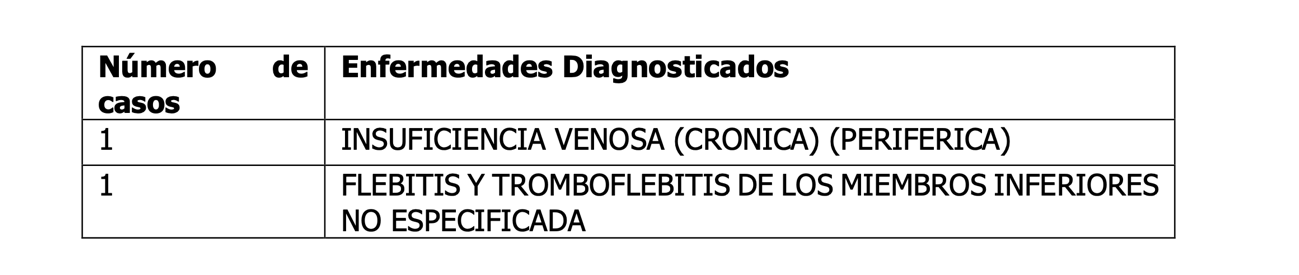 Número de Enfermedades Diagnosticados
casos
1 INSUFICIENCIA VENOSA (CRONICA) (PERIFERICA)
1 FLEBITIS Y TROMBOFLEBITIS DE LOS MIEMBROS INFERIORES
NO ESPECIFICADA